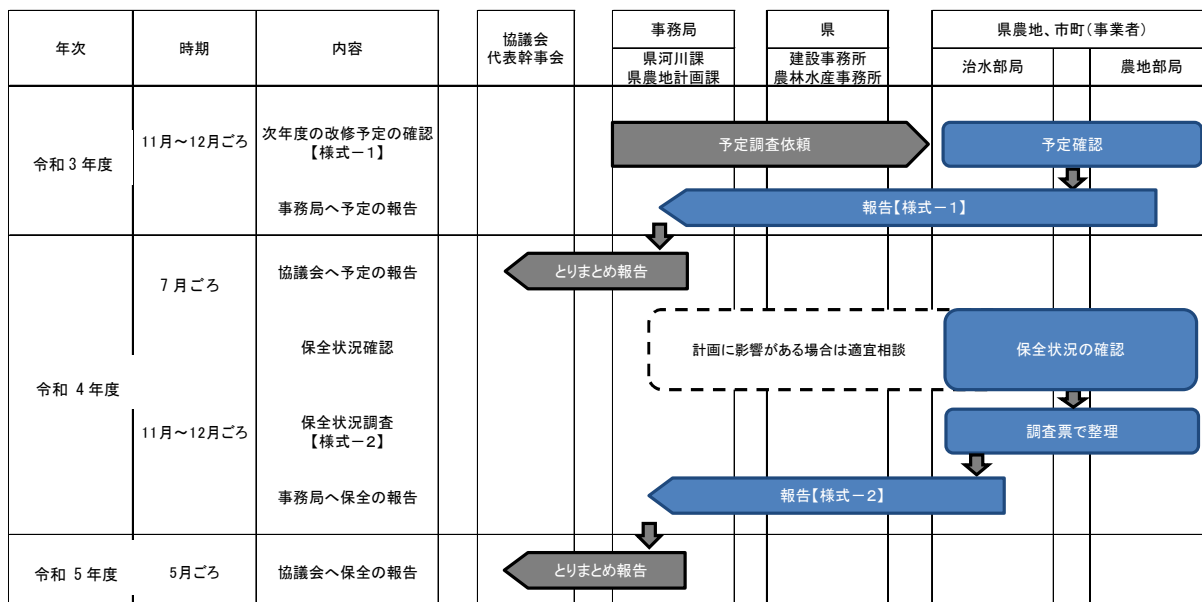 年次
時期
内容
協議会
代表幹事会
事務局
県河川課
県農地計画課
県
建設事務所
農林水産事務所
県農地、市町(事業者)
治水部局
農地部局
令和3年度
11月~12月ごろ
次年度の改修予定の確認
【様式-1】
予定調査依頼
予定確認
事務局へ予定の報告
報告【様式-1】
令和 4年度
7月ごろ
協議会へ予定の報告
とりまとめ報告
保全状況確認
計画に影響がある場合は適宜相談
保全状況の確認
11月~12月ごろ
保全状況調査
【様式-2】
調査票で整理
事務局へ保全の報告
報告【様式-2】
令和 5年度
5月ごろ
協議会へ保全の報告
とりまとめ報告